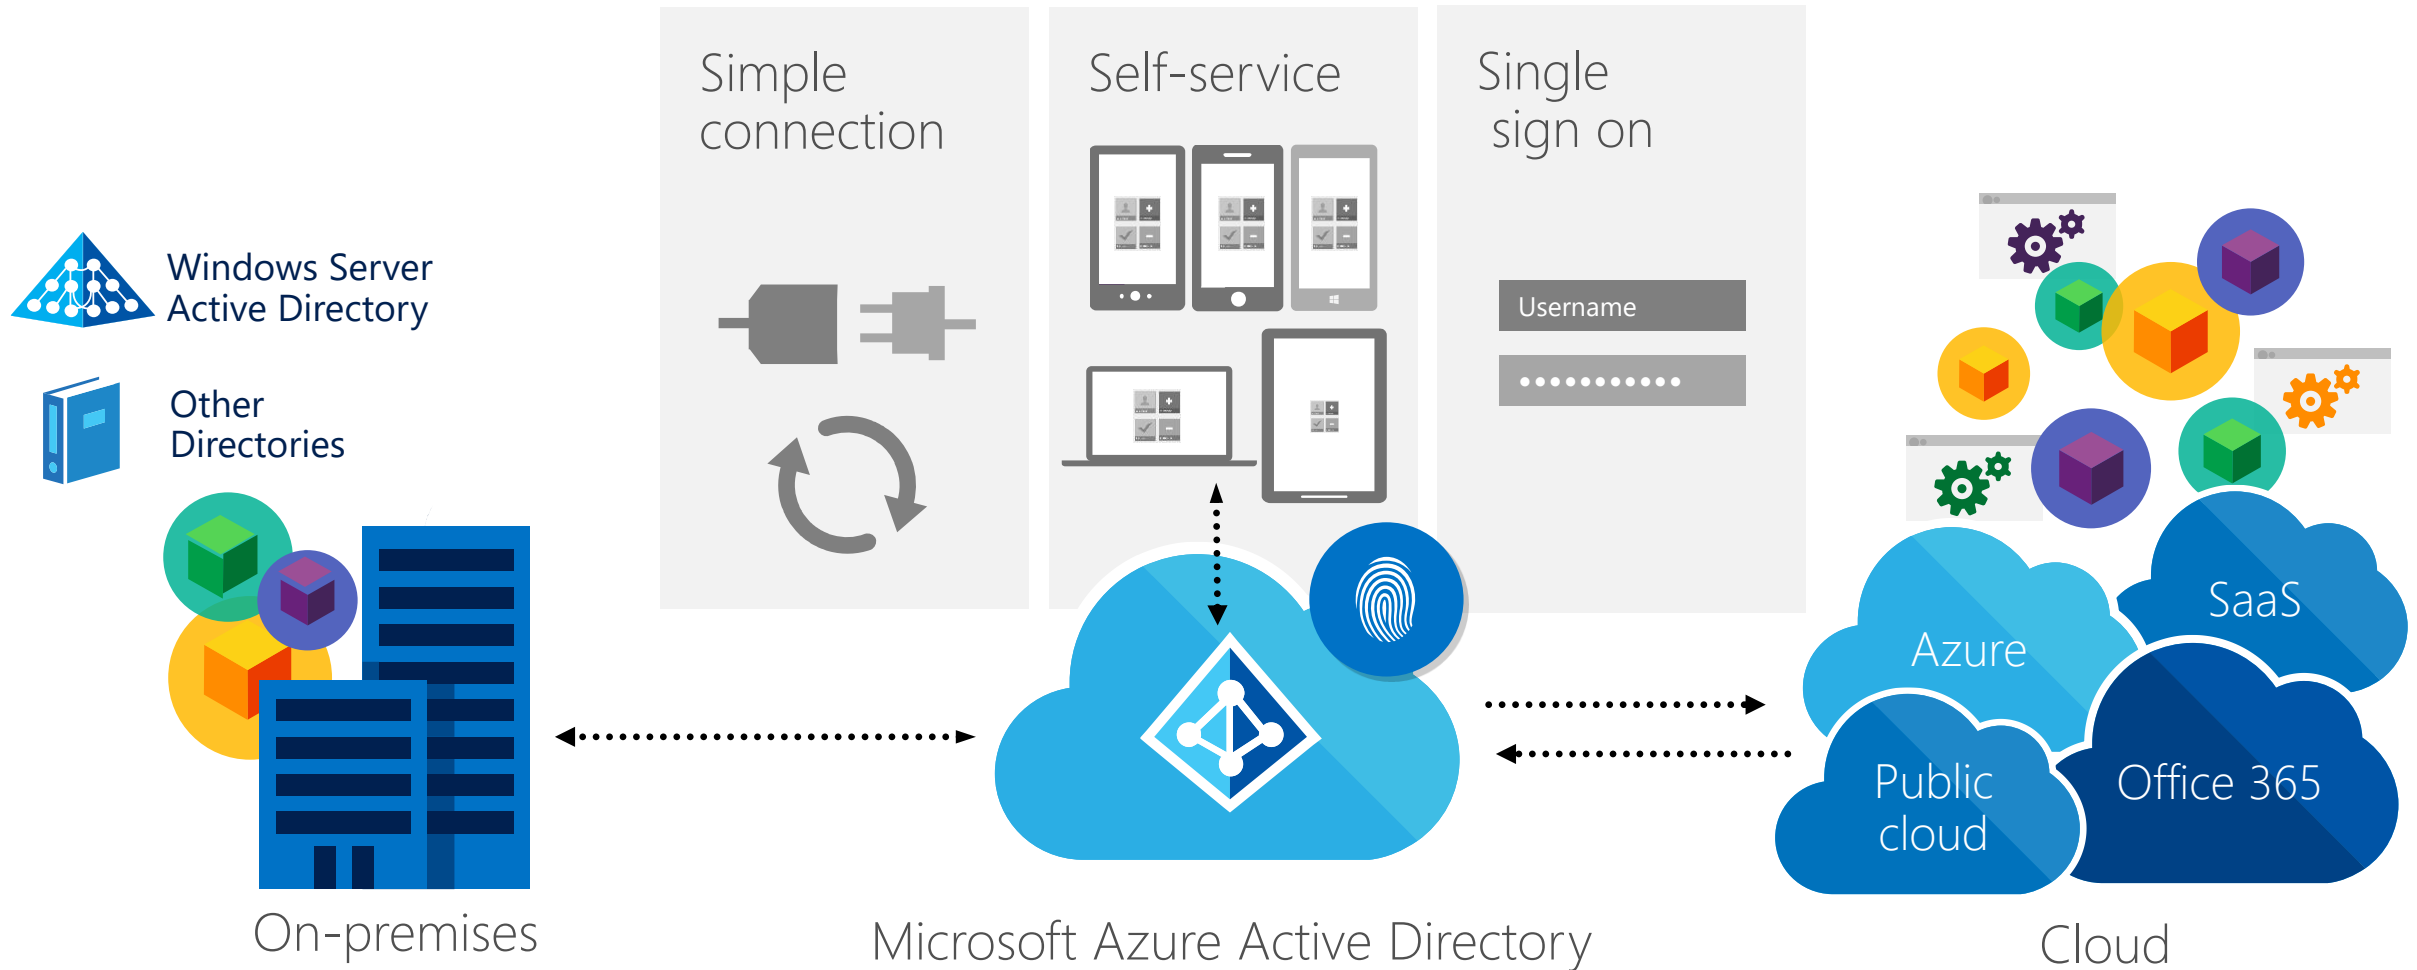 Simple
connection
Self-service
Single
sign on
Windows Server
Active Directory
Other
Directories
Username
SaaS
Azure
Public
cloud
Office 365
On-premises
Microsoft Azure Active Directory
Cloud